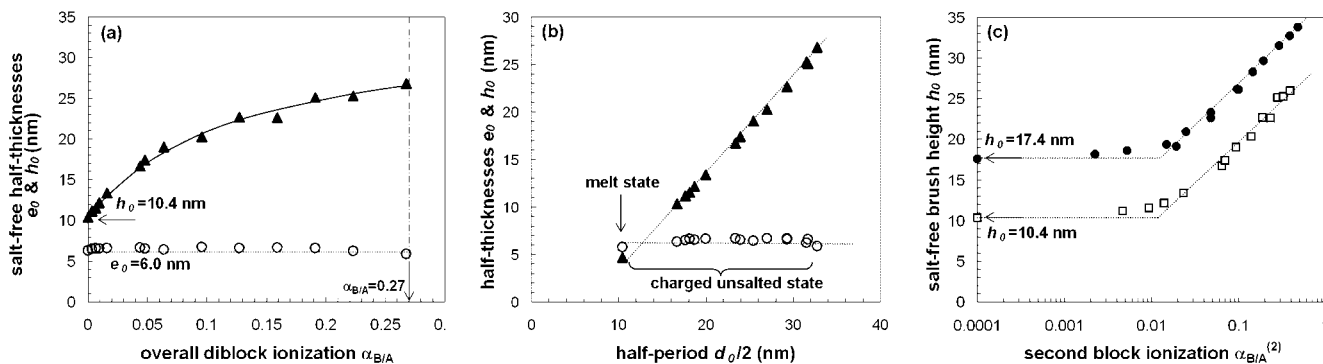 (a)
salt-free half-thicknesses
e₀ & h₀ (nm)
35
30
25
20
15
10
5
0
h₀ =10.4 nm
e₀=6.0 nm
α_B/A=0.27
0
0.05
0.1
0.15
0.2
0.25
0.
overall diblock ionization α_B/A
(b)
half-thicknesses e₀ & h₀ (nm)
30
25
20
15
10
5
0
melt state
charged unsalted state
0
10
20
30
40
half-period d₀/2 (nm)
(c)
salt-free brush height h₀ (nm)
35
30
25
20
15
10
5
0
h₀ =17.4 nm
h₀ =10.4 nm
0.0001
0.001
0.01
0.1
1
second block ionization α_B/A⁽²⁾